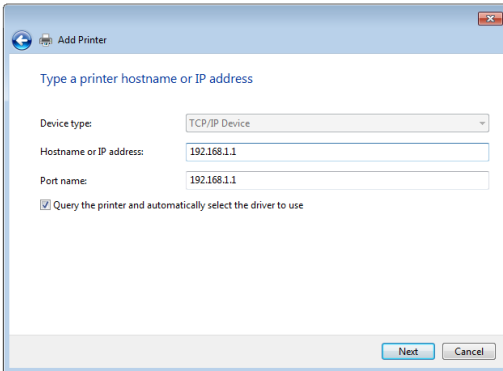 Add Printer
Type a printer hostname or IP address
Device type: TCP/IP Device
Hostname or IP address: 192.168.1.1
Port name: 192.168.1.1
Query the printer and automatically select the driver to use
Next Cancel